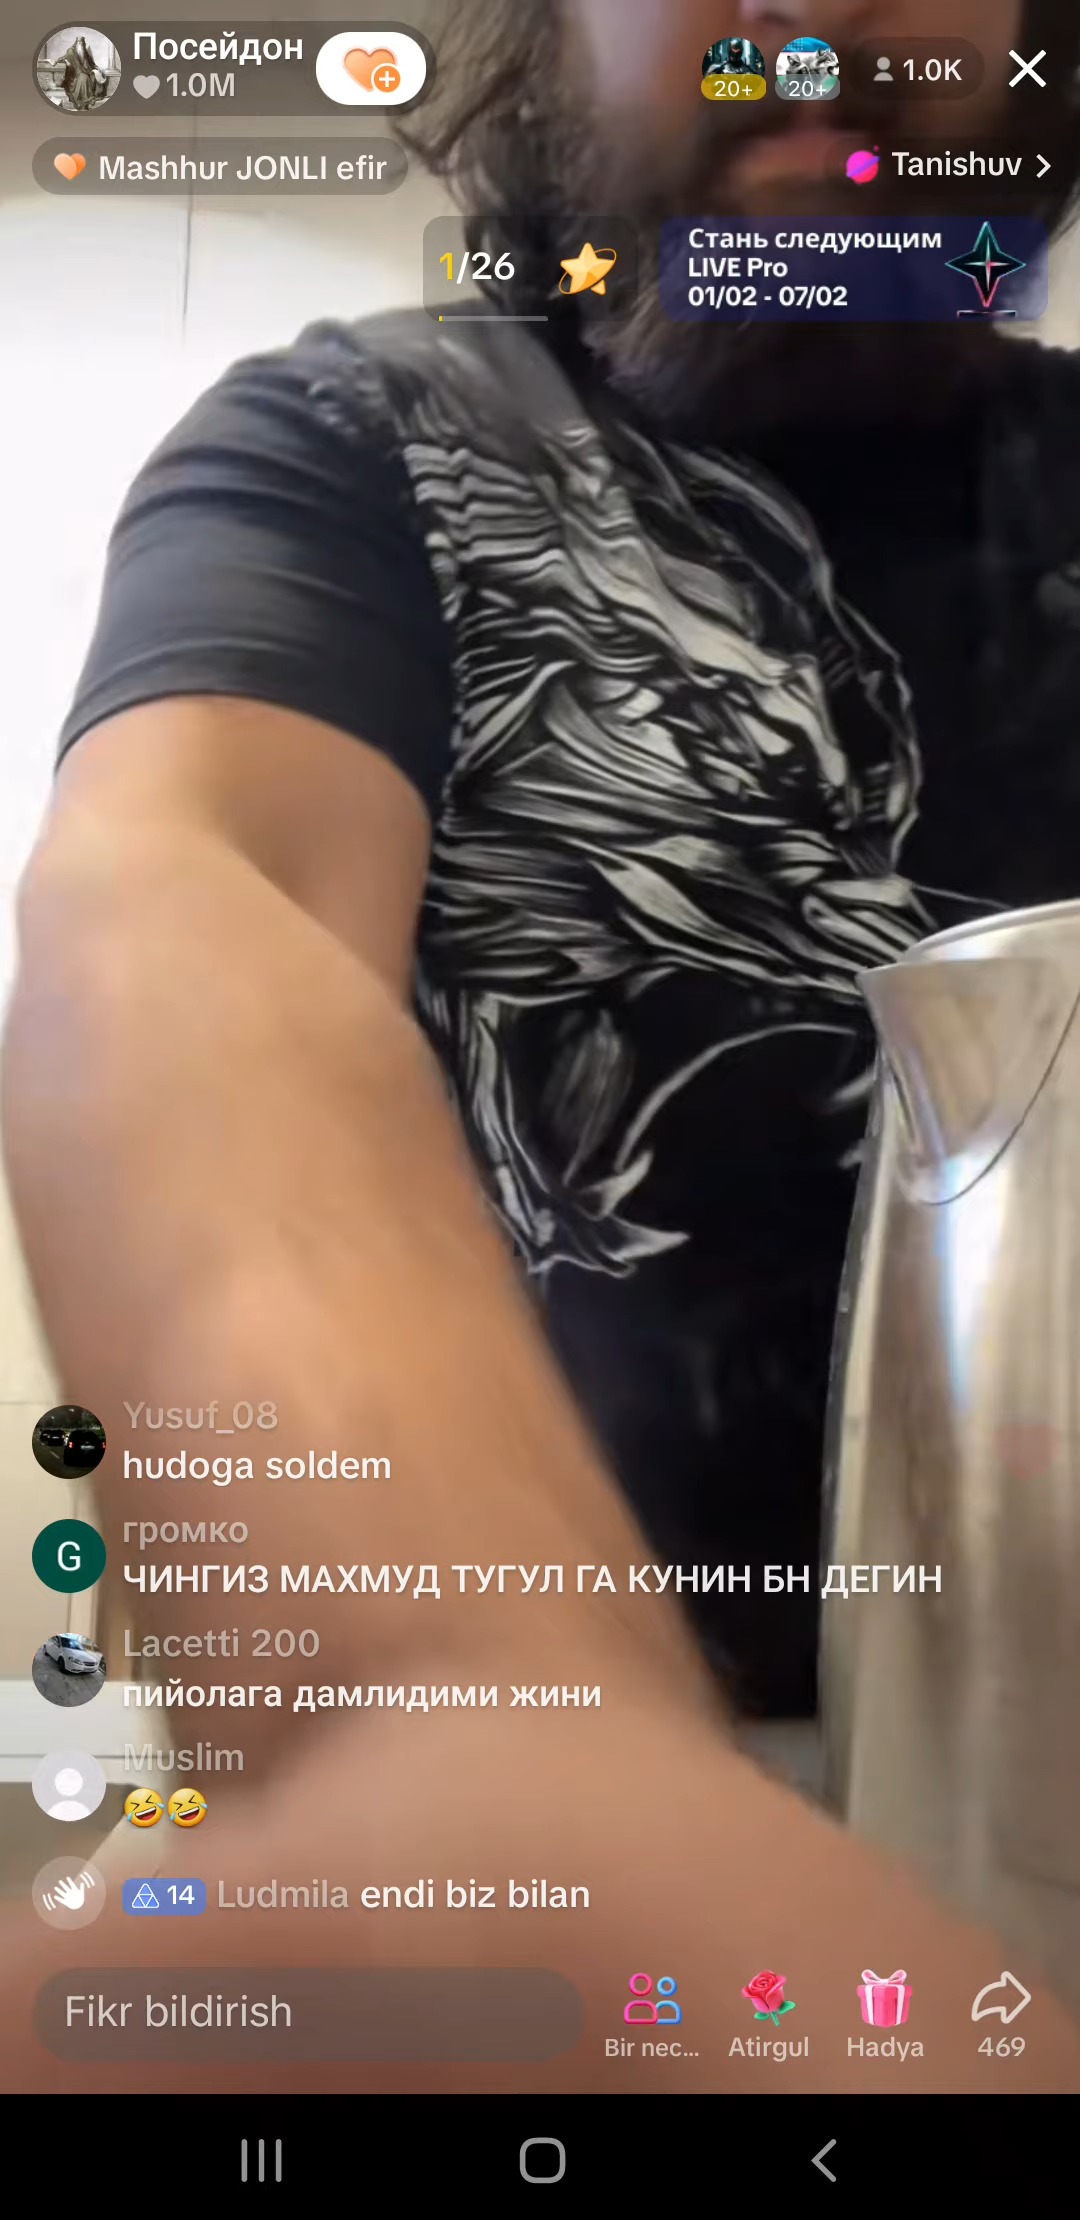 Посейдон
1.0M
20+
20+
1.0K
Mashhur JONLI efir
Tanishuv
1/26
Стань следующим
LIVE Pro
01/02 - 07/02
Yusuf_08
hudoga soldem
громко
G
ЧИНГИЗ МАХМУД ТУГУЛ ГА КУНИН БН ДЕГИН
Lacetti 200
пийолага дамлидими жини
Muslim
🤣🤣
14 Ludmila endi biz bilan
Fikr bildirish
Bir nec...
Atirgul
Hadya
469